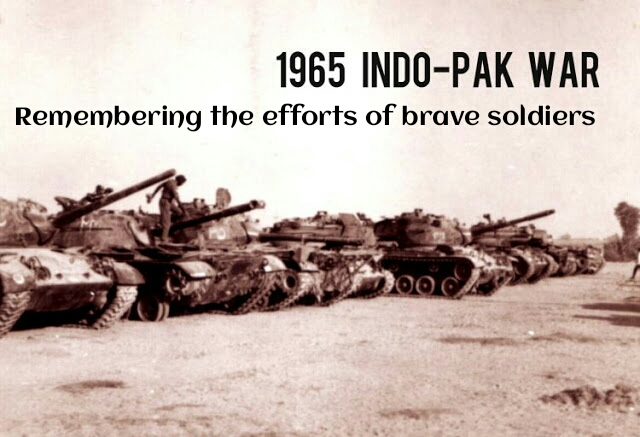 1965 INDO-PAK WAR
Remembering the efforts of brave soldiers